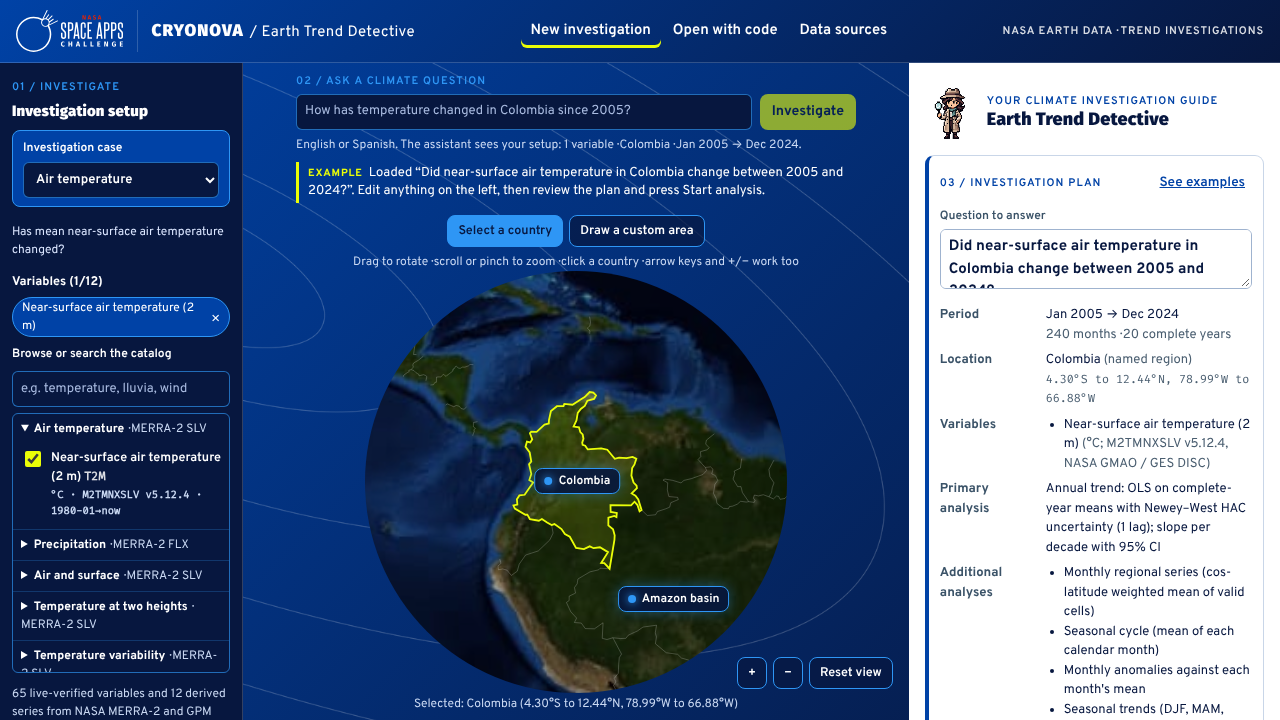 NASA
SPACE APPS
CHALLENGE
CRYONOVA / Earth Trend Detective
New investigation
Open with code
Data sources
NASA EARTH DATA · TREND INVESTIGATIONS
01 / INVESTIGATE
Investigation setup
Investigation case
Air temperature
Has mean near-surface air temperature
changed?
Variables (1/12)
Near-surface air temperature (2
m) ×
Browse or search the catalog
e.g. temperature, lluvia, wind
▼ Air temperature · MERRA-2 SLV
Near-surface air temperature
(2 m) T2M
°C · M2TMNXSLV v5.12.4 ·
1980-01→now
▶ Precipitation · MERRA-2 FLX
▶ Air and surface · MERRA-2 SLV
▶ Temperature at two heights ·
MERRA-2 SLV
▶ Temperature variability · MERRA-
2 SLV
65 live-verified variables and 12 derived
series from NASA MERRA-2 and GPM
02 / ASK A CLIMATE QUESTION
How has temperature changed in Colombia since 2005?
Investigate
English or Spanish. The assistant sees your setup: 1 variable · Colombia · Jan 2005 → Dec 2024.
EXAMPLE Loaded “Did near-surface air temperature in Colombia change between 2005 and
2024?”. Edit anything on the left, then review the plan and press Start analysis.
Select a country
Draw a custom area
Drag to rotate · scroll or pinch to zoom · click a country · arrow keys and +/− work too
Colombia
Amazon basin
+
−
Reset view
Selected: Colombia (4.30°S to 12.44°N, 78.99°W to 66.88°W)
YOUR CLIMATE INVESTIGATION GUIDE
Earth Trend Detective
03 / INVESTIGATION PLAN
See examples
Question to answer
Did near-surface air temperature in
Colombia change between 2005 and
2024?
Period
Jan 2005 → Dec 2024
240 months · 20 complete years
Location
Colombia (named region)
4.30°S to 12.44°N, 78.99°W to
66.88°W
Variables
• Near-surface air temperature (2
m) (°C; M2TMNXSLV v5.12.4,
NASA GMAO / GES DISC)
Primary
analysis
Annual trend: OLS on complete-
year means with Newey–West HAC
uncertainty (1 lag); slope per
decade with 95% CI
Additional
analyses
• Monthly regional series (cos-
latitude weighted mean of valid
cells)
• Seasonal cycle (mean of each
calendar month)
• Monthly anomalies against each
month's mean
• Seasonal trends (DJF, MAM,